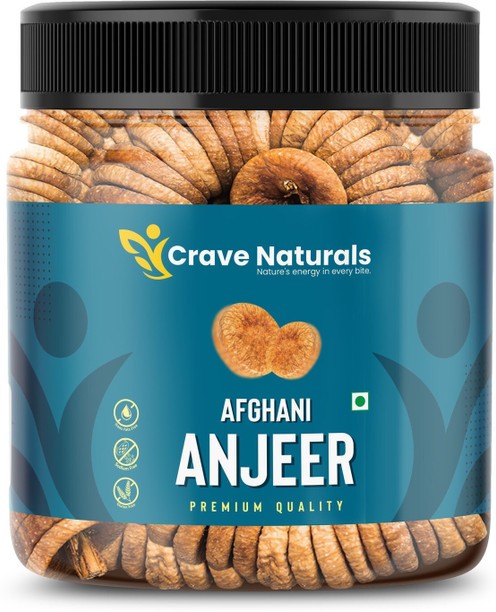 Crave Naturals
Nature's energy in every bite.
AFGHANI
ANJEER
PREMIUM QUALITY